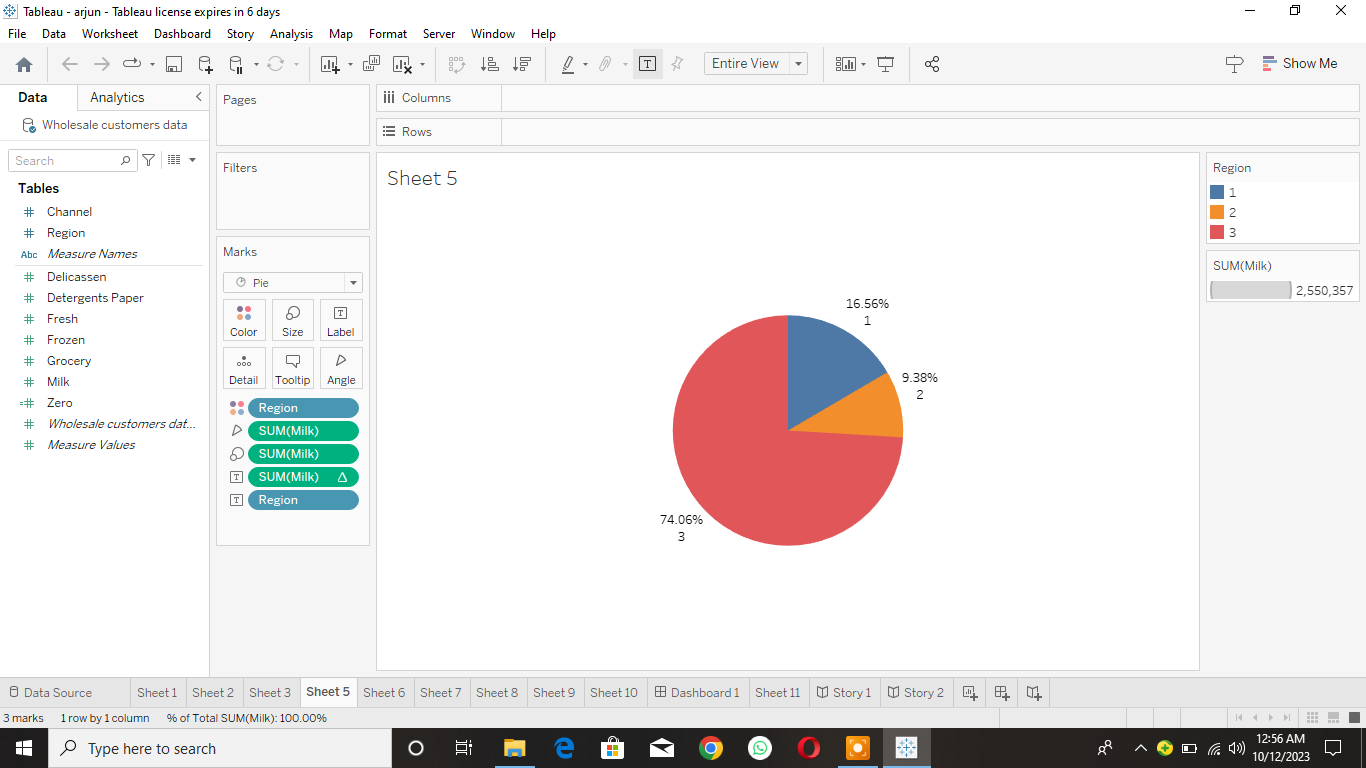 Tableau - arjun - Tableau license expires in 6 days
File Data Worksheet Dashboard Story Analysis Map Format Server Window Help
Entire View
Show Me
Data Analytics
Wholesale customers data
Search
Tables
Channel
Region
Abc Measure Names
Delicassen
Detergents Paper
Fresh
Frozen
Grocery
Milk
Zero
Wholesale customers dat...
Measure Values
Pages
Filters
Marks
Pie
Color Size Label
Detail Tooltip Angle
Region
SUM(Milk)
SUM(Milk)
SUM(Milk)
Region
Columns
Rows
Sheet 5
16.56%
1
9.38%
2
74.06%
3
Region
1
2
3
SUM(Milk)
2,550,357
Data Source Sheet 1 Sheet 2 Sheet 3 Sheet 5 Sheet 6 Sheet 7 Sheet 8 Sheet 9 Sheet 10 Dashboard 1 Sheet 11 Story 1 Story 2
3 marks 1 row by 1 column % of Total SUM(Milk): 100.00%
Type here to search
12:56 AM
10/12/2023